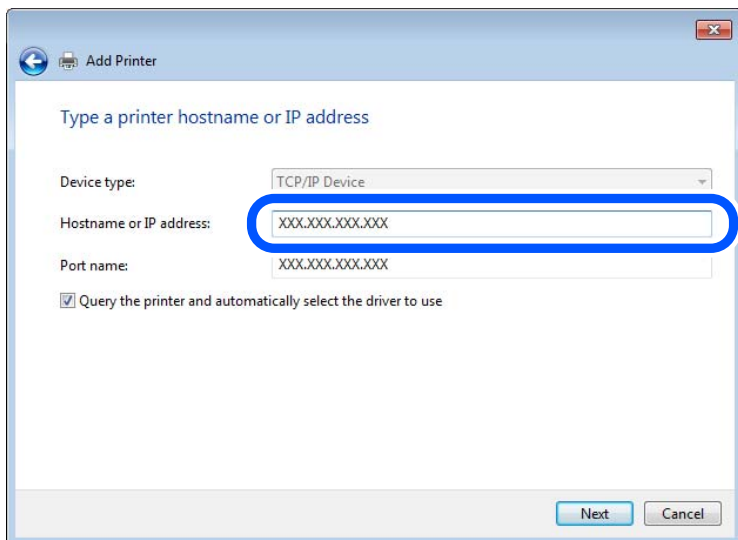 Add Printer
Type a printer hostname or IP address
Device type: TCP/IP Device
Hostname or IP address: XXX.XXX.XXX.XXX
Port name: XXX.XXX.XXX.XXX
Query the printer and automatically select the driver to use
Next Cancel